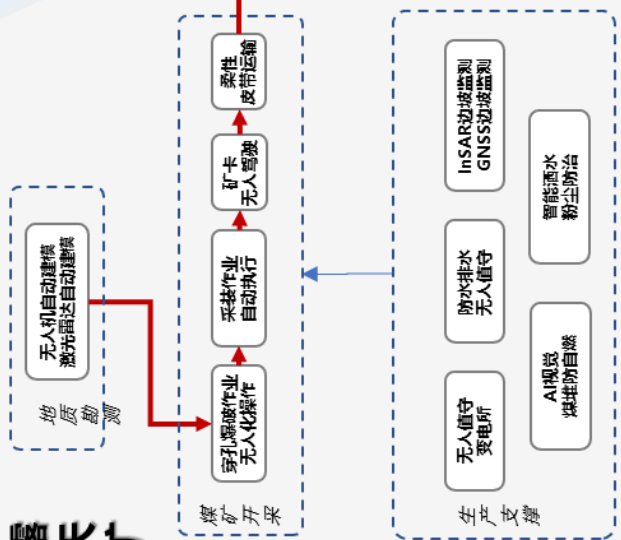 地质勘测
无人机自动建模
激光雷达自动建模
煤矿开采
穿孔爆破作业
无人化操作
采装作业
自动执行
矿卡
无人驾驶
柔性
皮带运输
生产支撑
无人值守
变电所
防水排水
无人值守
InSAR边坡监测
GNSS边坡监测
AI视觉
煤堆防自燃
智能洒水
粉尘防治